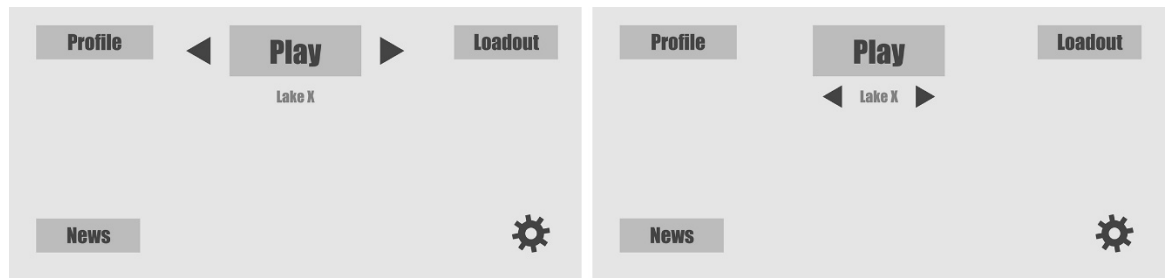 Profile
Play
Loadout
Lake X
News
Profile
Play
Loadout
Lake X
News